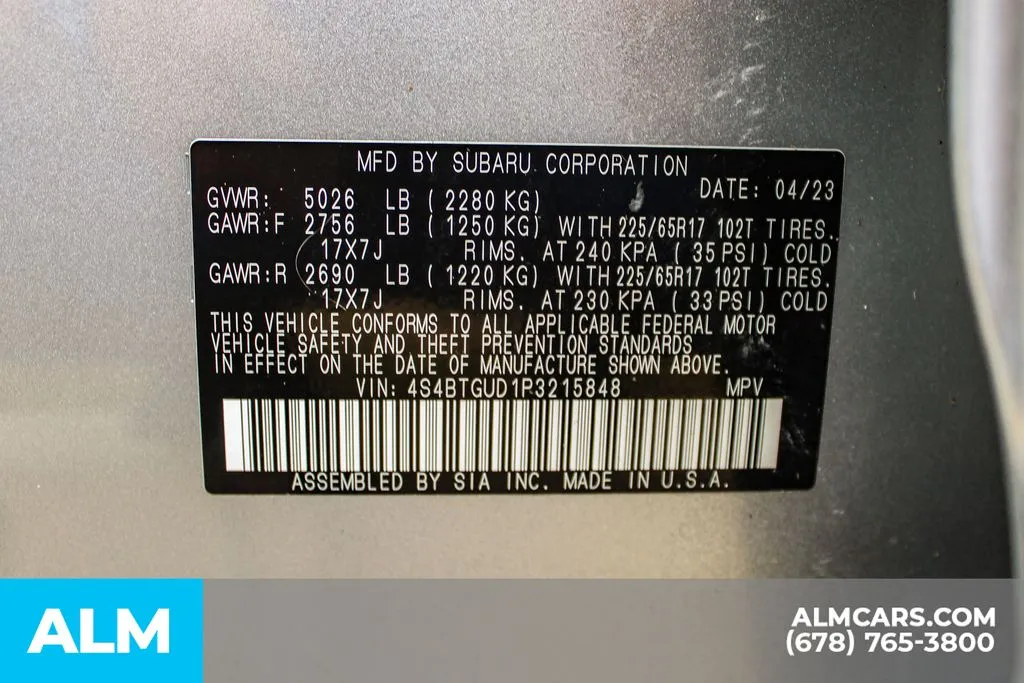 MFD BY SUBARU CORPORATION
DATE: 04/23
GVWR: 5026 LB ( 2280 KG)
GAWR:F 2756 LB ( 1250 KG) WITH 225/65R17 102T TIRES.
17X7J RIMS. AT 240 KPA ( 35 PSI) COLD
GAWR:R 2690 LB ( 1220 KG) WITH 225/65R17 102T TIRES.
17X7J RIMS. AT 230 KPA ( 33 PSI) COLD
THIS VEHICLE CONFORMS TO ALL APPLICABLE FEDERAL MOTOR
VEHICLE SAFETY AND THEFT PREVENTION STANDARDS
IN EFFECT ON THE DATE OF MANUFACTURE SHOWN ABOVE.
VIN: 4S4BTGUD1P3215848 MPV
ASSEMBLED BY SIA INC. MADE IN U.S.A.
ALM
ALMCARS.COM
(678) 765-3800